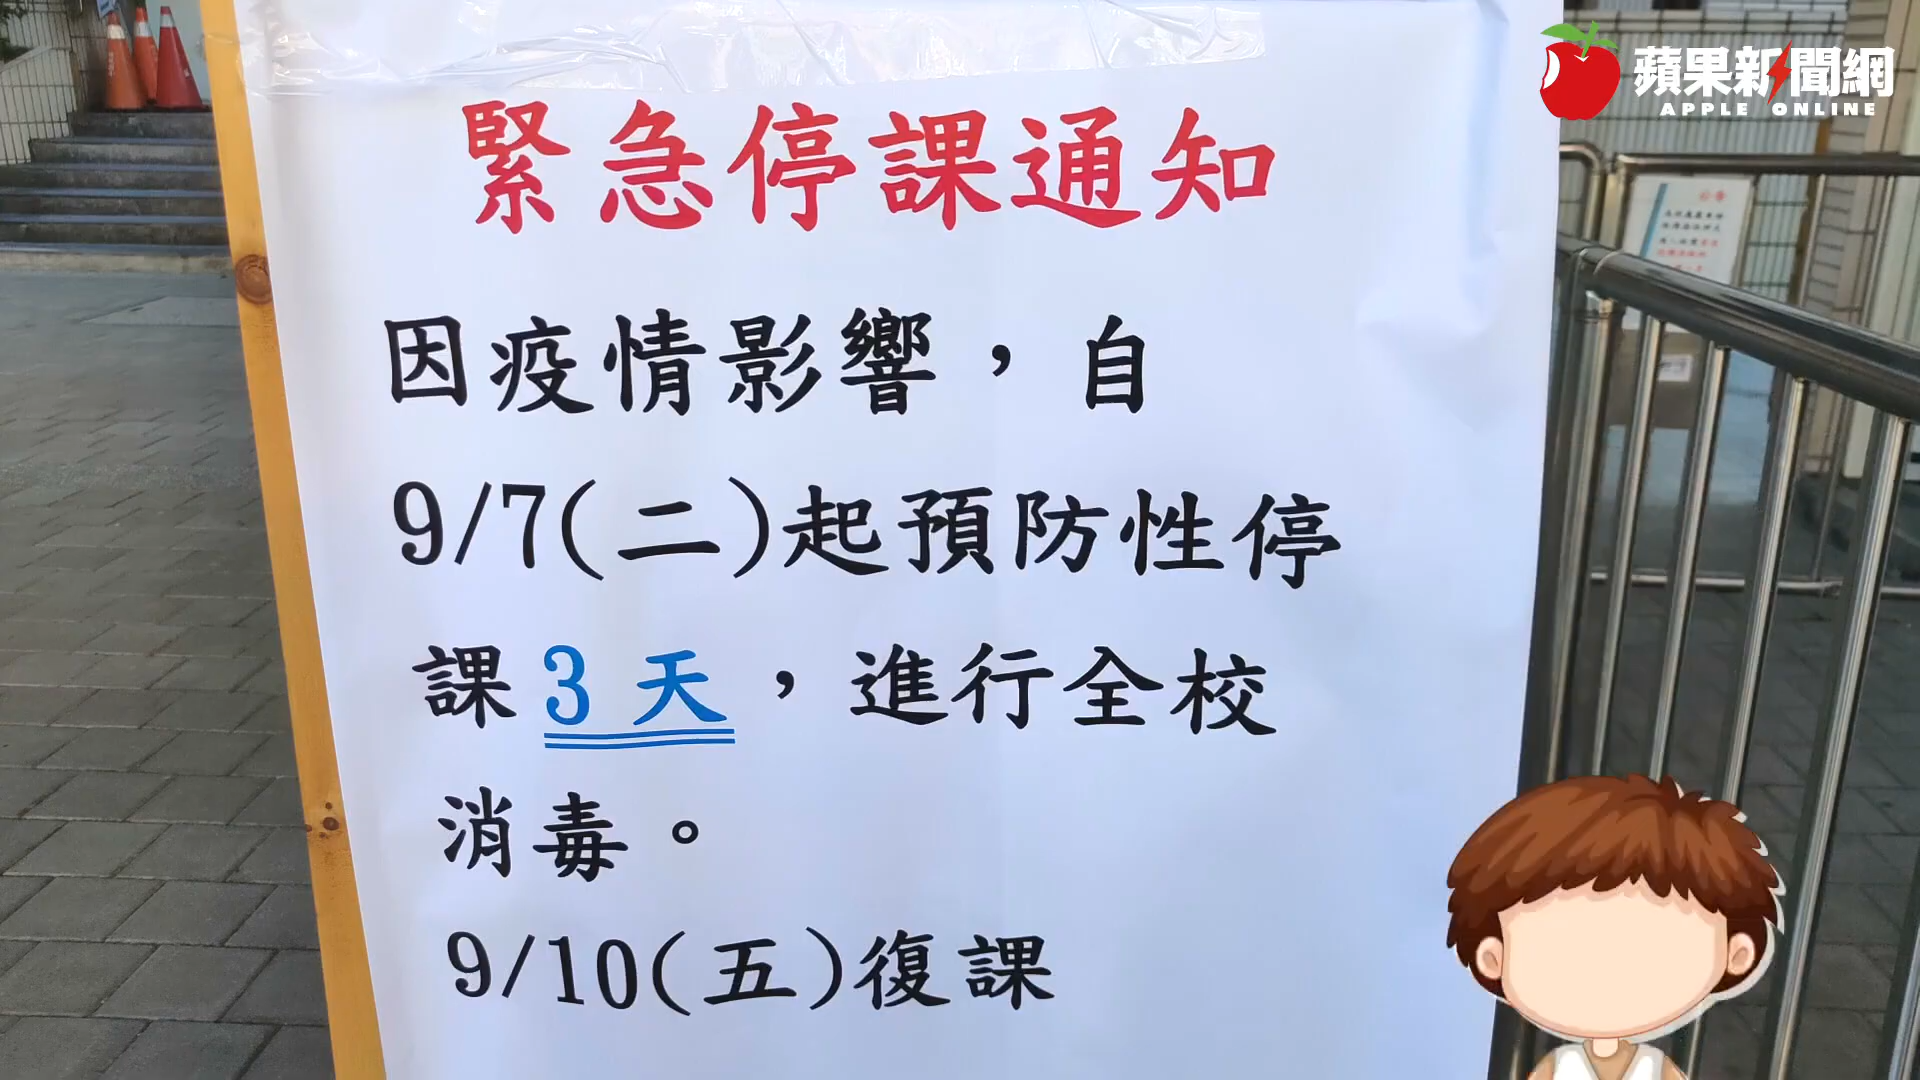 蘋果新聞網
APPLE ONLINE
緊急停課通知
因疫情影響，自
9/7(二)起預防性停
課3天，進行全校
消毒。
9/10(五)復課
公告